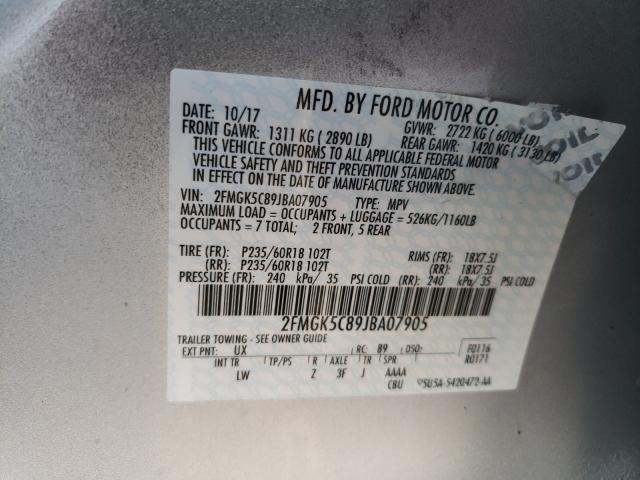 MFD. BY FORD MOTOR CO.
DATE: 10/17 GVWR: 2722 KG ( 6000 LB)
FRONT GAWR: 1311 KG ( 2890 LB) REAR GAWR: 1420 KG ( 3130 LB)
THIS VEHICLE CONFORMS TO ALL APPLICABLE FEDERAL MOTOR
VEHICLE SAFETY AND THEFT PREVENTION STANDARDS
IN EFFECT ON THE DATE OF MANUFACTURE SHOWN ABOVE.
VIN: 2FMGK5C89JBA07905 TYPE: MPV
MAXIMUM LOAD = OCCUPANTS + LUGGAGE = 526KG/1160LB
OCCUPANTS = 7 TOTAL; 2 FRONT, 5 REAR
TIRE (FR): P235/60R18 102T RIMS (FR): 18X7.5J
(RR): P235/60R18 102T (RR): 18X7.5J
PRESSURE (FR): 240 kPa/ 35 PSI COLD (RR): 240 kPa/ 35 PSI COLD
2FMGK5C89JBA07905
TRAILER TOWING - SEE OWNER GUIDE
EXT PNT: UX RC: 89 DSO: F0116
INT TR TP/PS R AXLE TR SPR R0171
LW Z 3F J AAAA
CBU 5U5A-5420472-AA